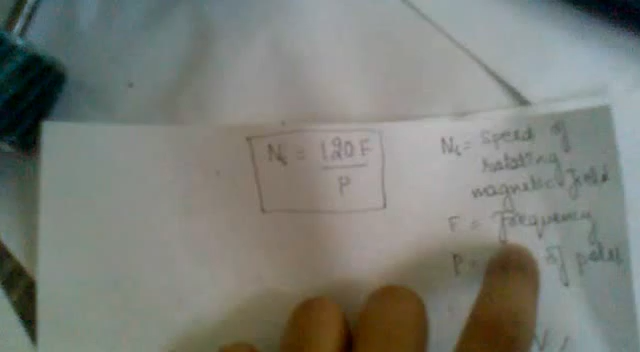 Ns = 120F
P
Ns = Speed of
rotating
magnetic field
F = frequency
P = of poles